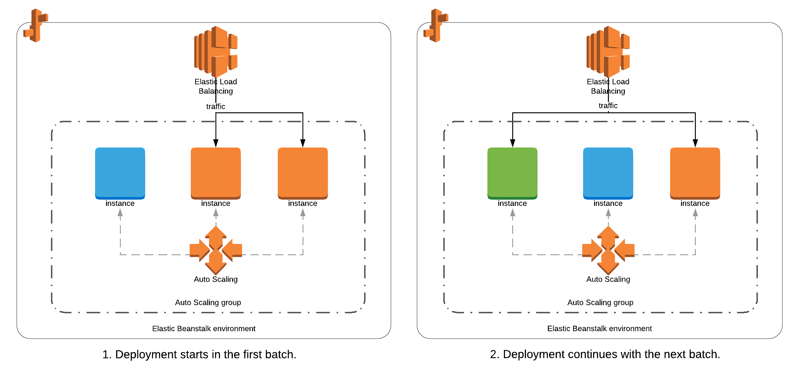 Elastic Load
Balancing
traffic
instance
instance
instance
Auto Scaling
Auto Scaling group
Elastic Beanstalk environment
1. Deployment starts in the first batch.
Elastic Load
Balancing
traffic
instance
instance
instance
Auto Scaling
Auto Scaling group
Elastic Beanstalk environment
2. Deployment continues with the next batch.